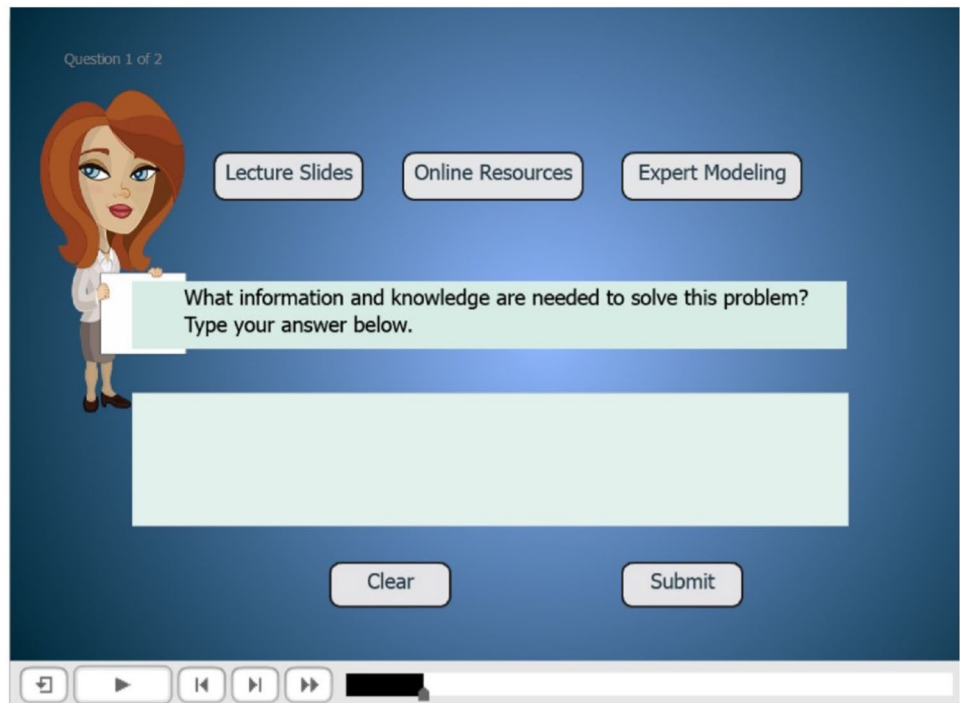 Question 1 of 2
Lecture Slides
Online Resources
Expert Modeling
What information and knowledge are needed to solve this problem?
Type your answer below.
Clear
Submit